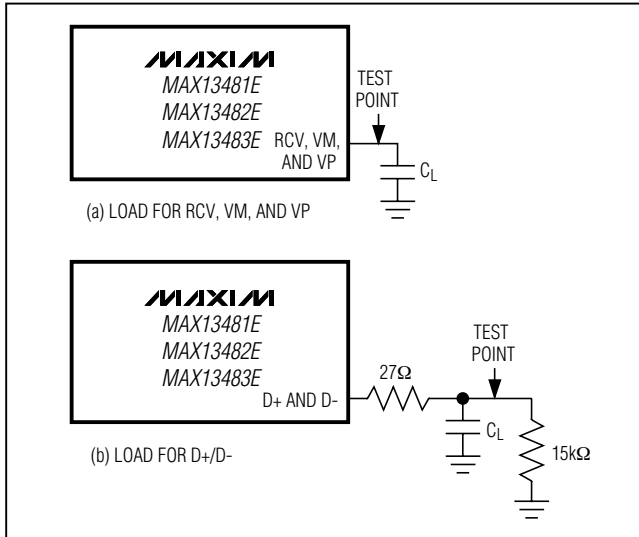 MAXIM
MAX13481E
MAX13482E
MAX13483E
RCV, VM,
AND VP
TEST
POINT
CL
(a) LOAD FOR RCV, VM, AND VP
MAXIM
MAX13481E
MAX13482E
MAX13483E
D+ AND D-
27Ω
TEST
POINT
CL
15kΩ
(b) LOAD FOR D+/D-